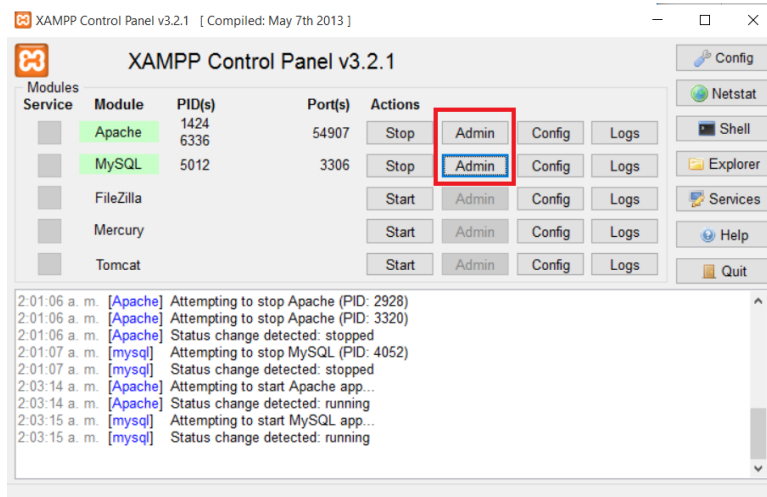 XAMPP Control Panel v3.2.1 [ Compiled: May 7th 2013 ]
XAMPP Control Panel v3.2.1
Config
Modules
Netstat
Service Module PID(s) Port(s) Actions
Apache 1424 6336 54907 Stop Admin Config Logs
Shell
MySQL 5012 3306 Stop Admin Config Logs
Explorer
FileZilla Start Admin Config Logs
Services
Mercury Start Admin Config Logs
Help
Tomcat Start Admin Config Logs
Quit
2:01:06 a. m. [Apache] Attempting to stop Apache (PID: 2928)
2:01:06 a. m. [Apache] Attempting to stop Apache (PID: 3320)
2:01:06 a. m. [Apache] Status change detected: stopped
2:01:07 a. m. [mysql] Attempting to stop MySQL (PID: 4052)
2:01:07 a. m. [mysql] Status change detected: stopped
2:03:14 a. m. [Apache] Attempting to start Apache app...
2:03:14 a. m. [Apache] Status change detected: running
2:03:15 a. m. [mysql] Attempting to start MySQL app...
2:03:15 a. m. [mysql] Status change detected: running